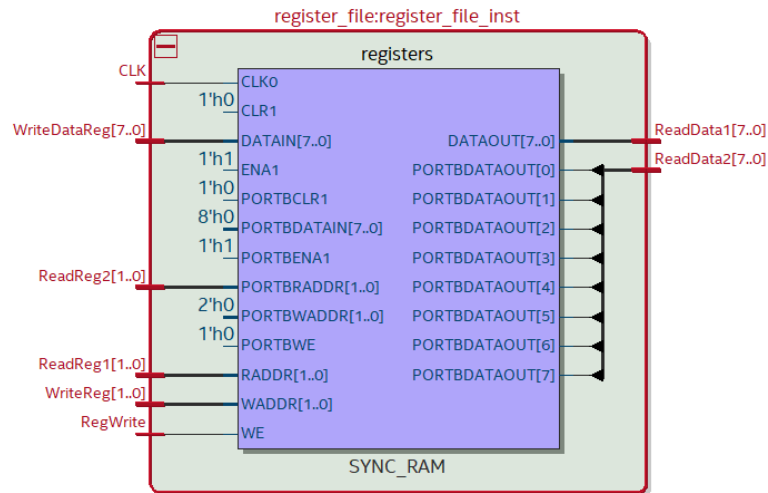 register_file:register_file_inst
registers
CLK
CLK0
1'h0
CLR1
WriteDataReg[7..0]
DATAIN[7..0]
DATAOUT[7..0]
ReadData1[7..0]
1'h1
ENA1
PORTBDATAOUT[0]
ReadData2[7..0]
1'h0
PORTBCLR1
PORTBDATAOUT[1]
8'h0
PORTBDATAIN[7..0]
PORTBDATAOUT[2]
1'h1
PORTBENA1
PORTBDATAOUT[3]
ReadReg2[1..0]
PORTBRADDR[1..0]
PORTBDATAOUT[4]
2'h0
PORTBWADDR[1..0]
PORTBDATAOUT[5]
1'h0
PORTBWE
PORTBDATAOUT[6]
ReadReg1[1..0]
RADDR[1..0]
PORTBDATAOUT[7]
WriteReg[1..0]
WADDR[1..0]
RegWrite
WE
SYNC_RAM